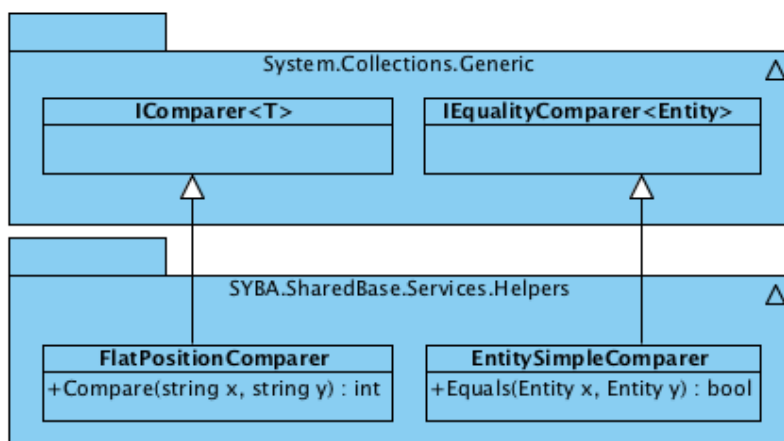 System.Collections.Generic
IComparer<T>
IEqualityComparer<Entity>
SYBA.SharedBase.Services.Helpers
FlatPositionComparer
+Compare(string x, string y) : int
EntitySimpleComparer
+Equals(Entity x, Entity y) : bool